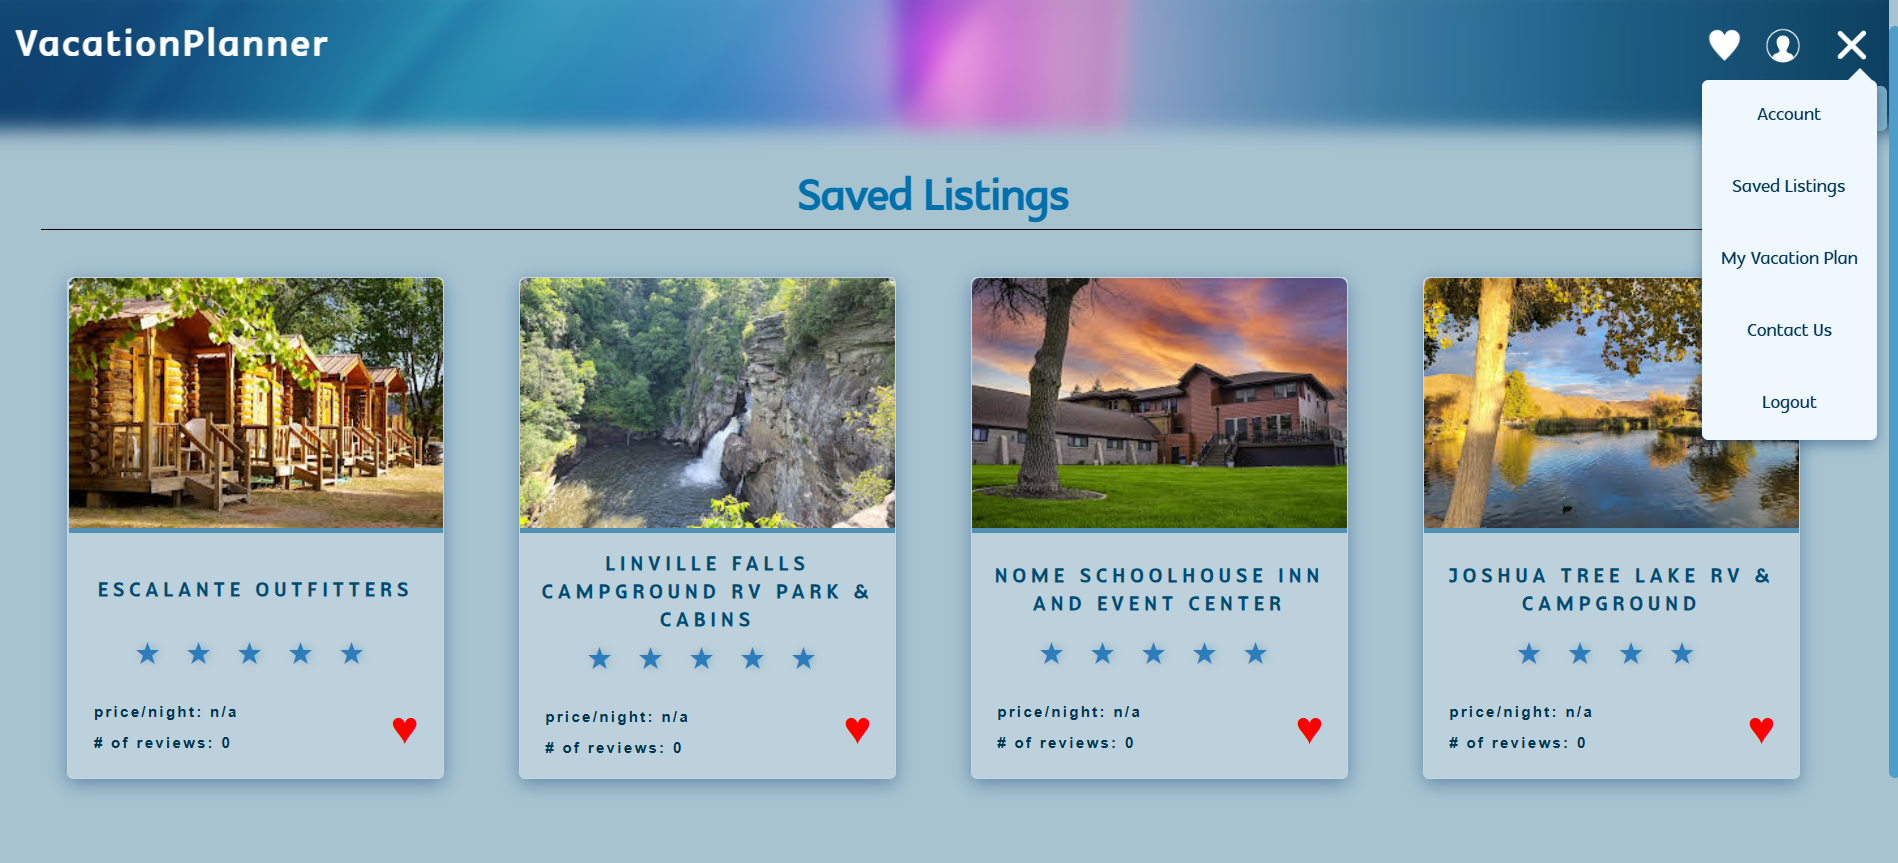 VacationPlanner
Account
Saved Listings
My Vacation Plan
Contact Us
Logout
Saved Listings
ESCALANTE OUTFITTERS
★ ★ ★ ★ ★
price/night: n/a
# of reviews: 0
LINVILLE FALLS
CAMPGROUND RV PARK &
CABINS
★ ★ ★ ★ ★
price/night: n/a
# of reviews: 0
NOME SCHOOLHOUSE INN
AND EVENT CENTER
★ ★ ★ ★ ★
price/night: n/a
# of reviews: 0
JOSHUA TREE LAKE RV &
CAMPGROUND
★ ★ ★ ★
price/night: n/a
# of reviews: 0